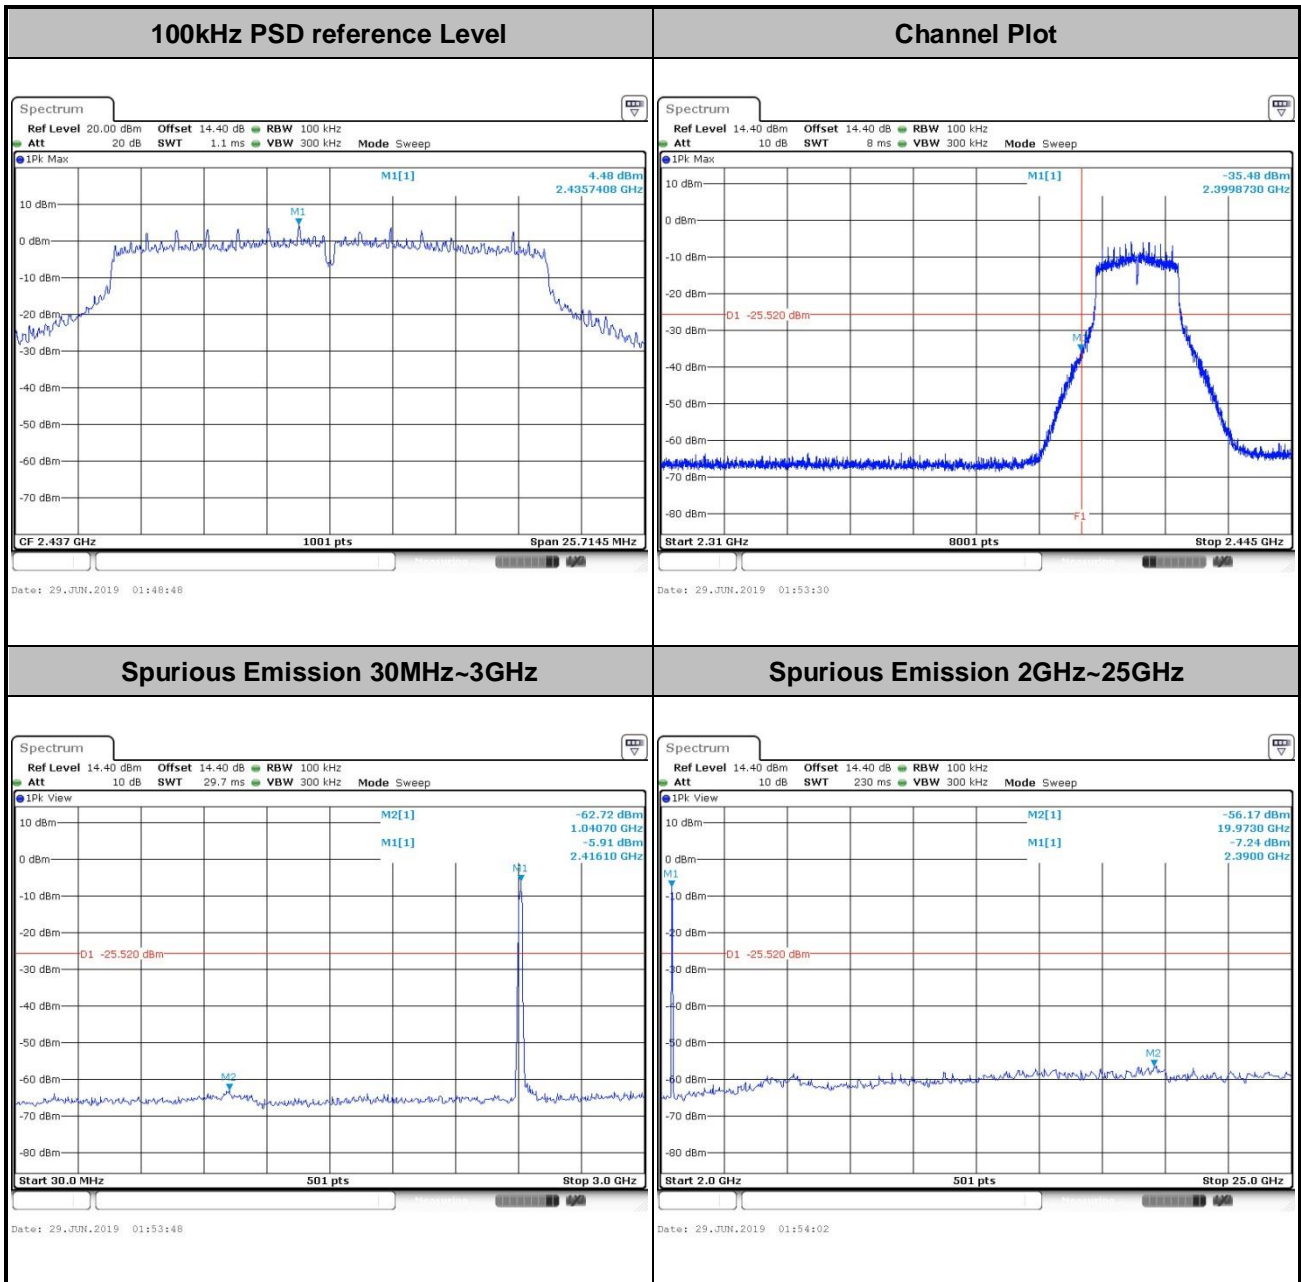 100kHz PSD reference Level
Channel Plot
Spectrum
Ref Level 20.00 dBm Offset 14.40 dB RBW 100 kHz
Att 20 dB SWT 1.1 ms VBW 300 kHz Mode Sweep
1Pk Max
M1[1] 4.48 dBm
2.4357408 GHz
M1
10 dBm
0 dBm
-10 dBm
-20 dBm
-30 dBm
-40 dBm
-50 dBm
-60 dBm
-70 dBm
CF 2.437 GHz 1001 pts Span 25.7145 MHz
Date: 29.JUN.2019 01:48:48
Spectrum
Ref Level 14.40 dBm Offset 14.40 dB RBW 100 kHz
Att 10 dB SWT 8 ms VBW 300 kHz Mode Sweep
1Pk Max
M1[1] -35.48 dBm
2.3998730 GHz
10 dBm
0 dBm
-10 dBm
-20 dBm
D1 -25.520 dBm
-30 dBm
-40 dBm
-50 dBm
-60 dBm
-70 dBm
-80 dBm
F1
Start 2.31 GHz 8001 pts Stop 2.445 GHz
Date: 29.JUN.2019 01:53:30
Spurious Emission 30MHz~3GHz
Spurious Emission 2GHz~25GHz
Spectrum
Ref Level 14.40 dBm Offset 14.40 dB RBW 100 kHz
Att 10 dB SWT 29.7 ms VBW 300 kHz Mode Sweep
1Pk View
M2[1] -62.72 dBm
1.04070 GHz
M1[1] -5.91 dBm
2.41610 GHz
10 dBm
0 dBm
M1
-10 dBm
-20 dBm
D1 -25.520 dBm
-30 dBm
-40 dBm
-50 dBm
-60 dBm
M2
-70 dBm
-80 dBm
Start 30.0 MHz 501 pts Stop 3.0 GHz
Date: 29.JUN.2019 01:53:48
Spectrum
Ref Level 14.40 dBm Offset 14.40 dB RBW 100 kHz
Att 10 dB SWT 230 ms VBW 300 kHz Mode Sweep
1Pk View
M2[1] -56.17 dBm
19.9730 GHz
M1[1] -7.24 dBm
2.3900 GHz
10 dBm
0 dBm
M1
-10 dBm
-20 dBm
D1 -25.520 dBm
-30 dBm
-40 dBm
-50 dBm
M2
-60 dBm
-70 dBm
-80 dBm
Start 2.0 GHz 501 pts Stop 25.0 GHz
Date: 29.JUN.2019 01:54:02